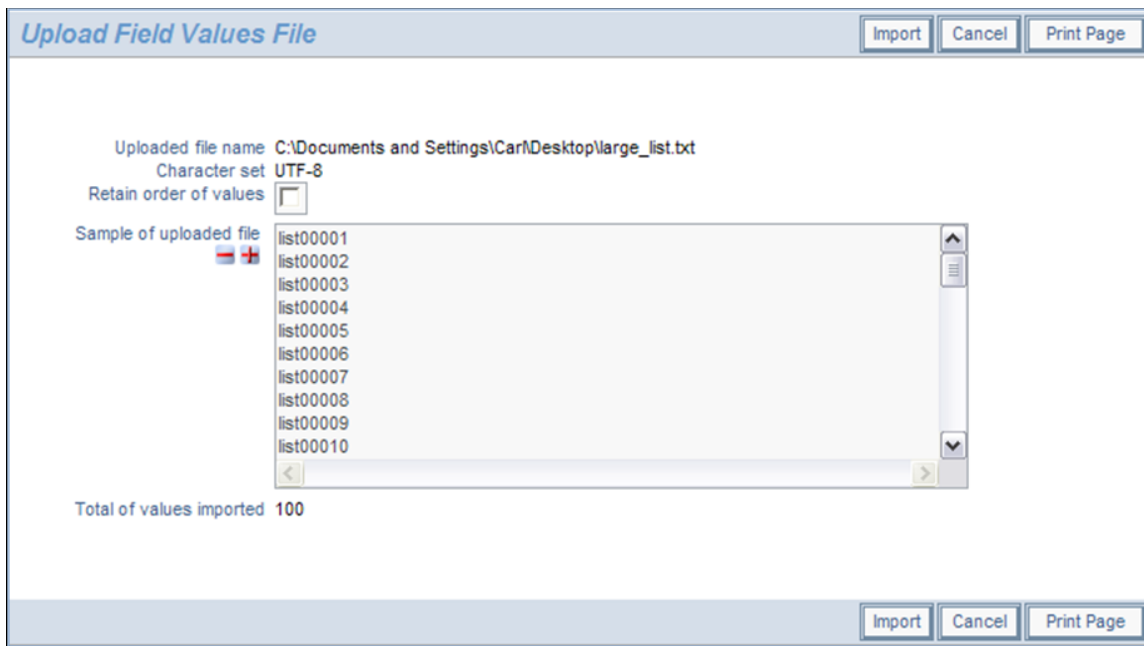 Upload Field Values File
Import Cancel Print Page
Uploaded file name C:\Documents and Settings\Carl\Desktop\large_list.txt
Character set UTF-8
Retain order of values
Sample of uploaded file
list00001
list00002
list00003
list00004
list00005
list00006
list00007
list00008
list00009
list00010
Total of values imported 100
Import Cancel Print Page